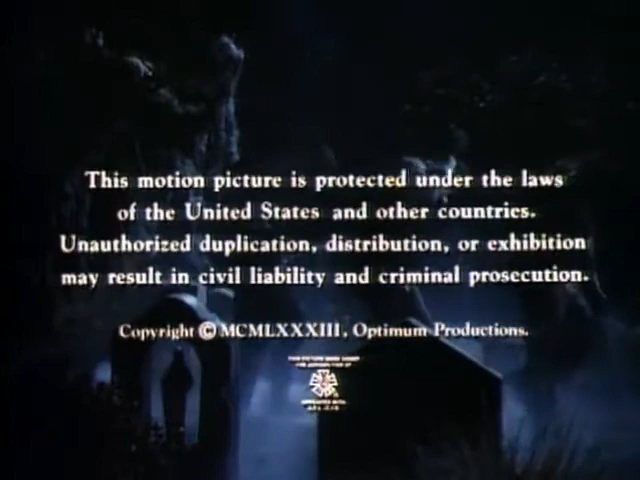 This motion picture is protected under the laws
of the United States and other countries.
Unauthorized duplication, distribution, or exhibition
may result in civil liability and criminal prosecution.
Copyright © MCMLXXXIII, Optimum Productions.